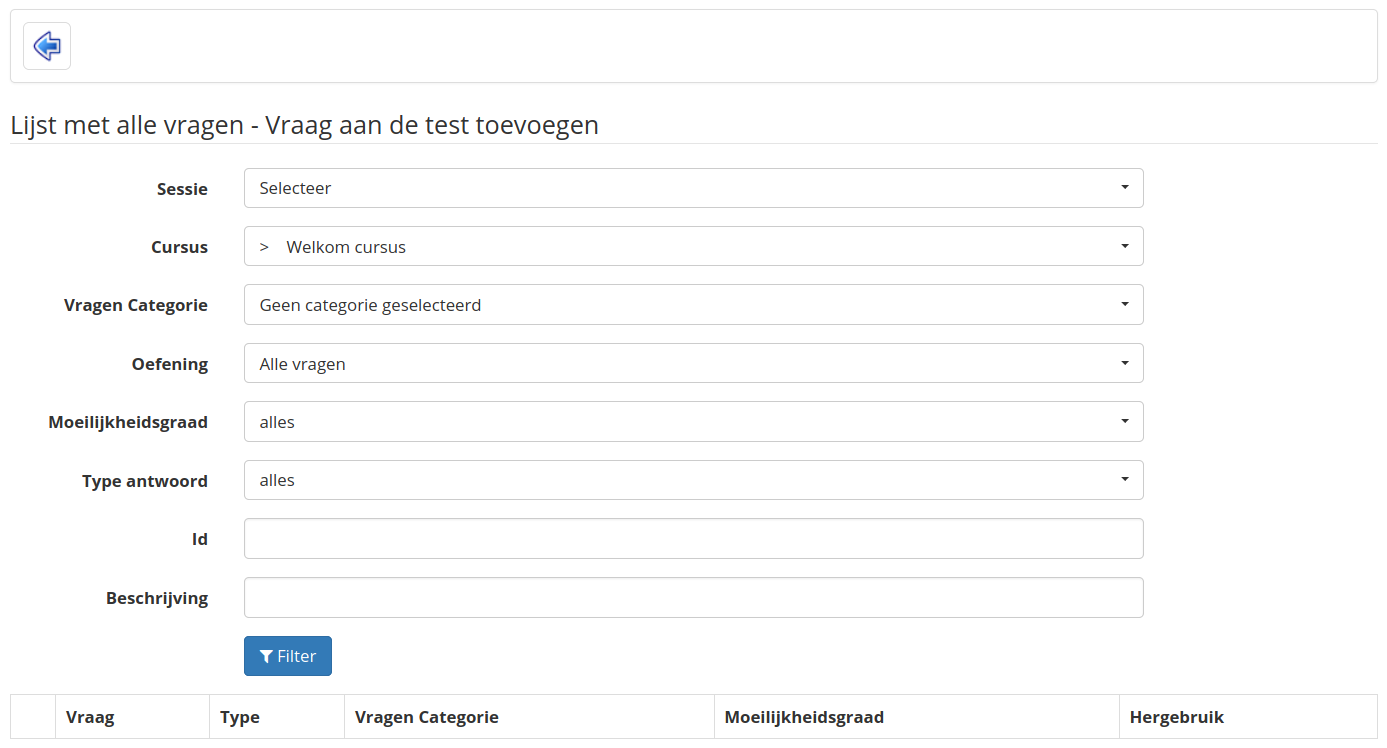 Lijst met alle vragen - Vraag aan de test toevoegen
Sessie Selecteer
Cursus > Welkom cursus
Vragen Categorie Geen categorie geselecteerd
Oefening Alle vragen
Moeilijkheidsgraad alles
Type antwoord alles
Id
Beschrijving
Filter
Vraag Type Vragen Categorie Moeilijkheidsgraad Hergebruik